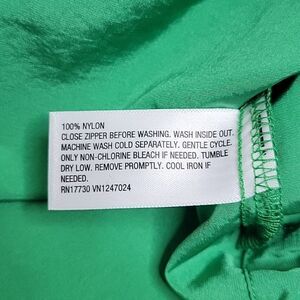 100% NYLON
CLOSE ZIPPER BEFORE WASHING. WASH INSIDE OUT.
MACHINE WASH COLD SEPARATELY. GENTLE CYCLE.
ONLY NON-CHLORINE BLEACH IF NEEDED. TUMBLE
DRY LOW. REMOVE PROMPTLY. COOL IRON IF
NEEDED.
RN17730 VN1247024